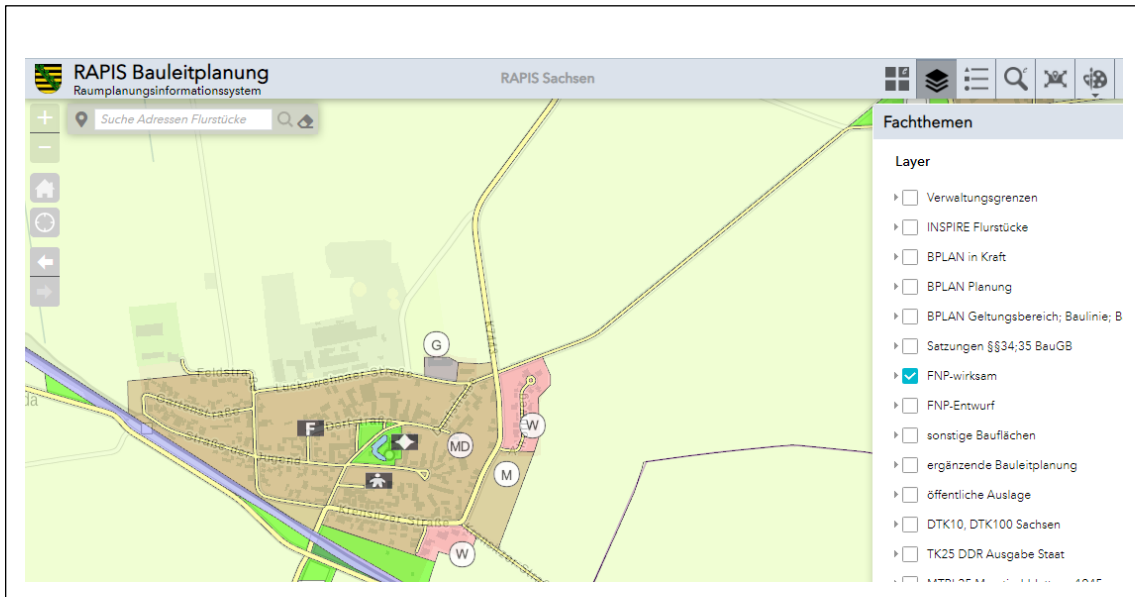 RAPIS Bauleitplanung
Raumplanungsinformationssystem
RAPIS Sachsen
Suche Adressen Flurstücke
Fachthemen
Layer
Verwaltungsgrenzen
INSPIRE Flurstücke
BPLAN in Kraft
BPLAN Planung
BPLAN Geltungsbereich; Baulinie; B
Satzungen §§34;35 BauGB
FNP-wirksam
FNP-Entwurf
sonstige Bauflächen
ergänzende Bauleitplanung
öffentliche Auslage
DTK10, DTK100 Sachsen
TK25 DDR Ausgabe Staat
G
F
W
MD
M
W